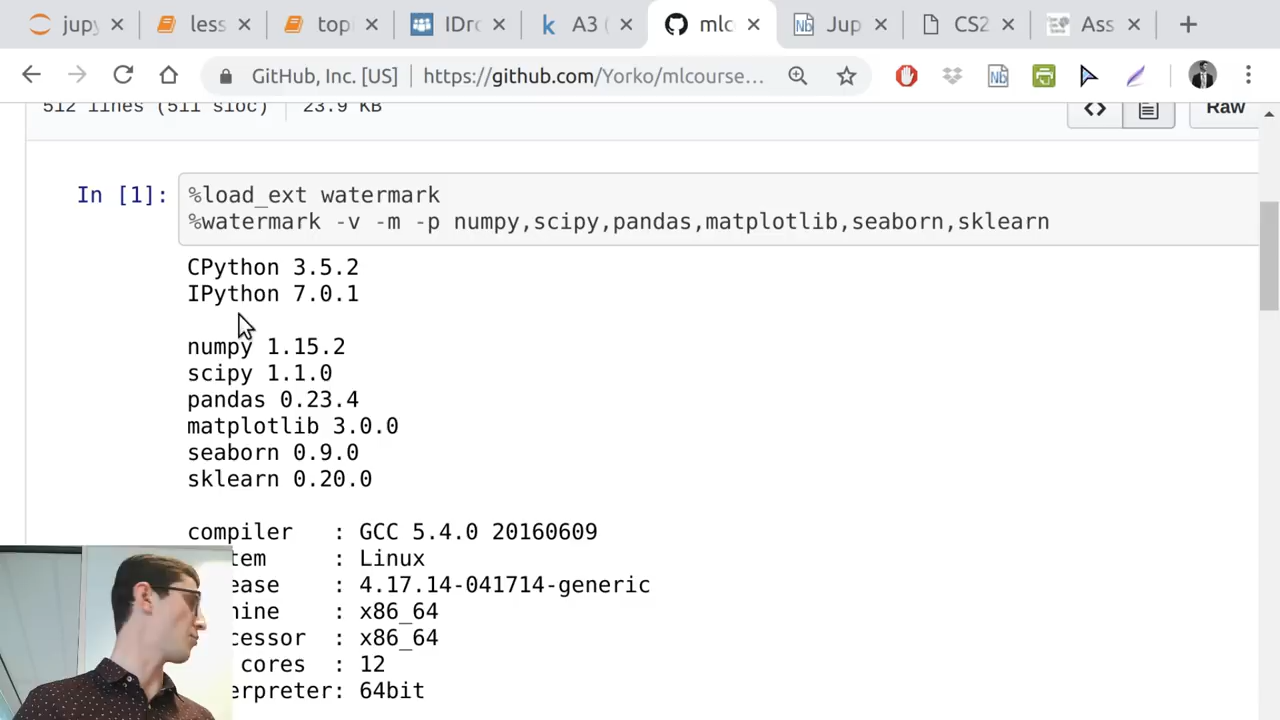 jupy
less
top
IDro
A3 (
mlco
Jup
CS2
Ass
GitHub, Inc. [US] https://github.com/Yorko/mlcourse…
512 lines (511 sloc) 23.9 KB
Raw
In [1]: %load_ext watermark
%watermark -v -m -p numpy,scipy,pandas,matplotlib,seaborn,sklearn
CPython 3.5.2
IPython 7.0.1
numpy 1.15.2
scipy 1.1.0
pandas 0.23.4
matplotlib 3.0.0
seaborn 0.9.0
sklearn 0.20.0
compiler : GCC 5.4.0 20160609
tem : Linux
ease : 4.17.14-041714-generic
hine : x86_64
cessor : x86_64
cores : 12
erpreter: 64bit